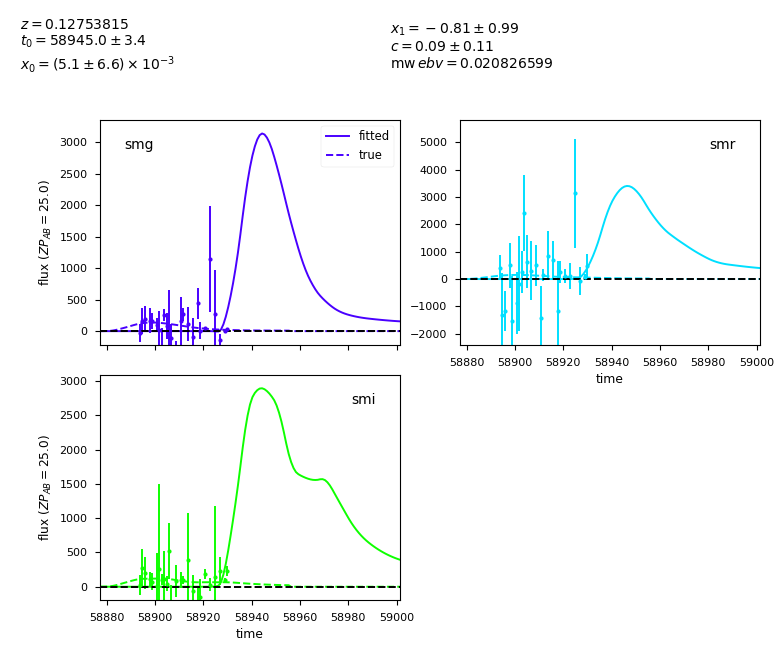 z = 0.12753815
t₀ = 58945.0 ± 3.4
x₀ = (5.1 ± 6.6) × 10⁻³
x₁ = −0.81 ± 0.99
c = 0.09 ± 0.11
mw ebv = 0.020826599
smg
fitted
true
flux (ZP_AB = 25.0)
3000
2500
2000
1500
1000
500
0
smr
5000
4000
3000
2000
1000
0
−1000
−2000
58880 58900 58920 58940 58960 58980 59001
time
smi
flux (ZP_AB = 25.0)
3000
2500
2000
1500
1000
500
0
58880 58900 58920 58940 58960 58980 59001
time